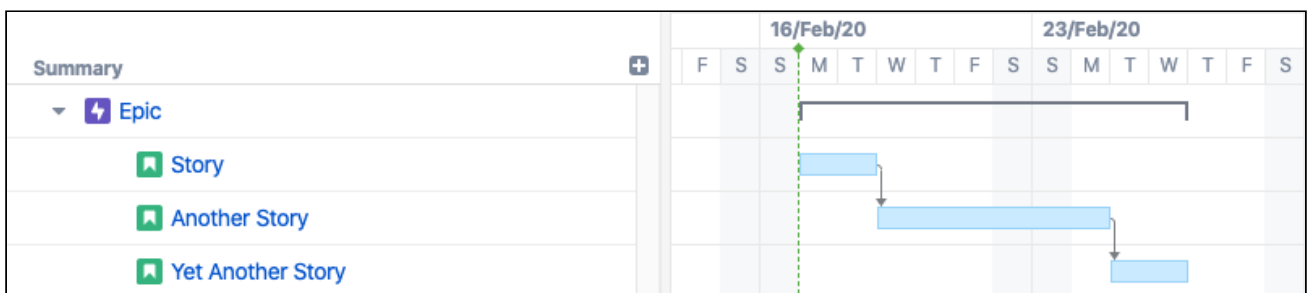 16/Feb/20 23/Feb/20
Summary F S S M T W T F S S M T W T F S
Epic
Story
Another Story
Yet Another Story